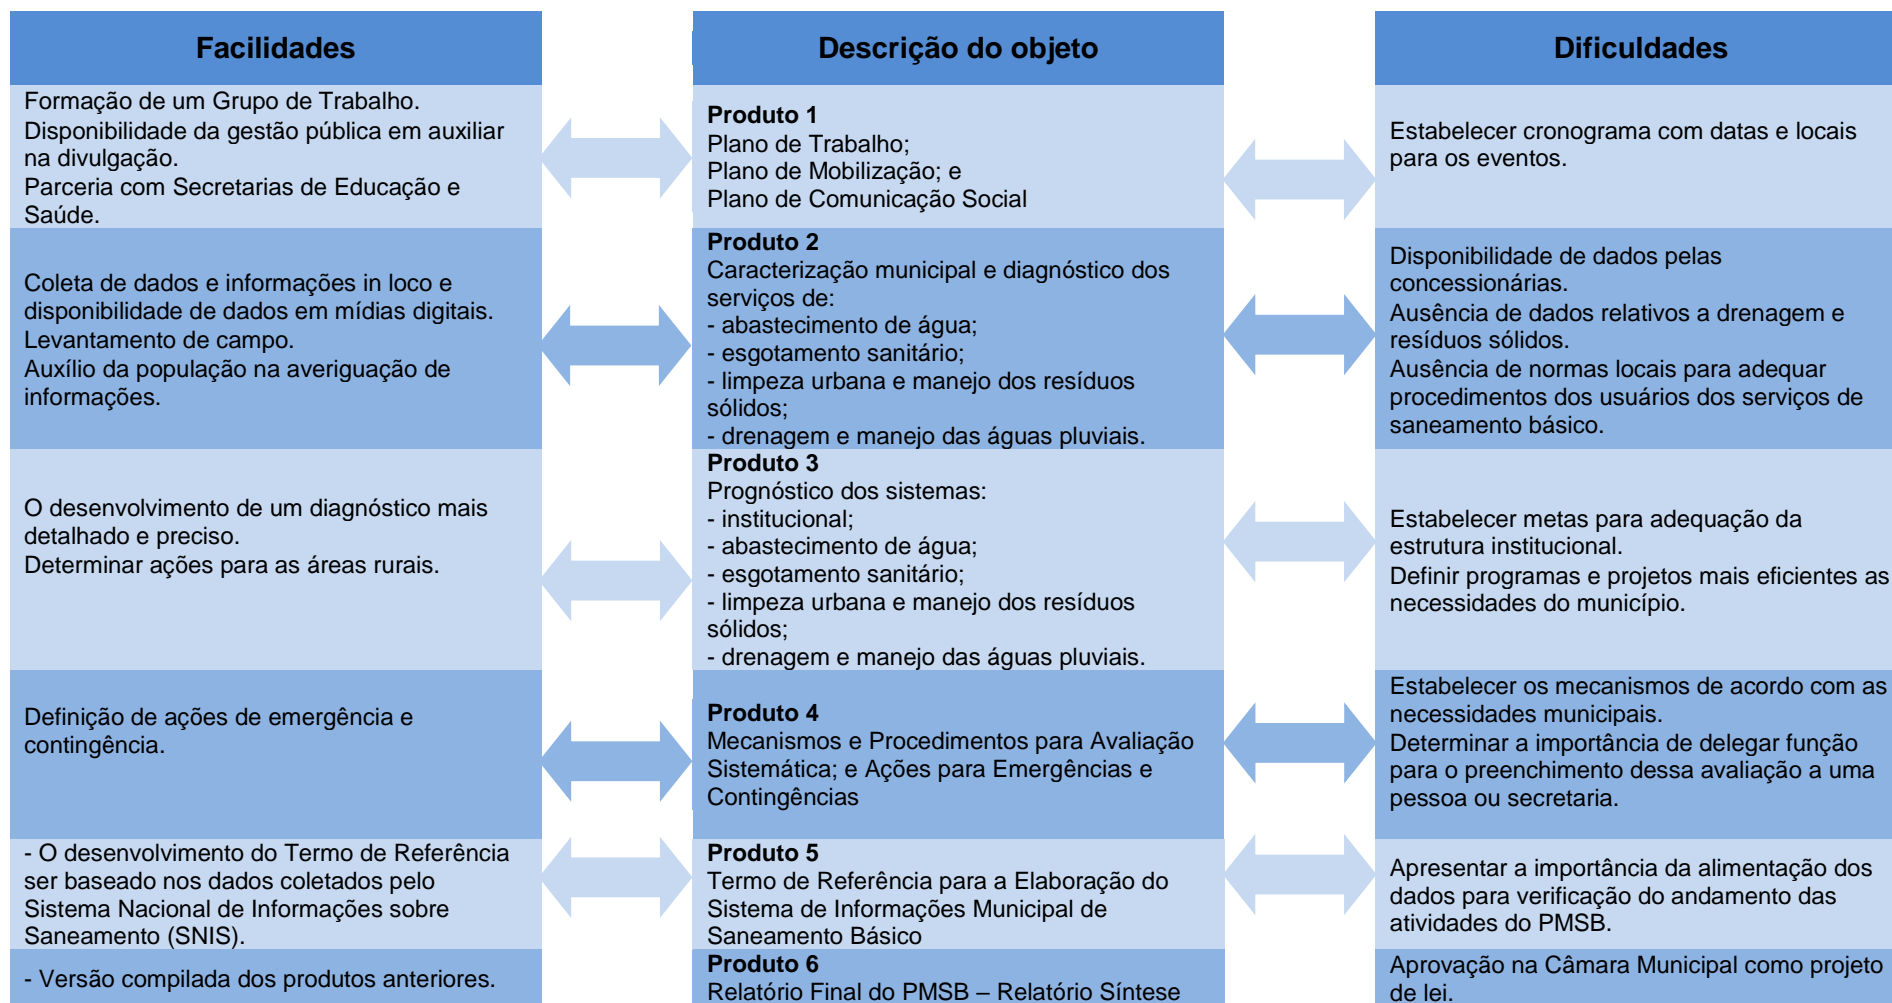 Facilidades
Descrição do objeto
Dificuldades
Formação de um Grupo de Trabalho.
Disponibilidade da gestão pública em auxiliar
na divulgação.
Parceria com Secretarias de Educação e
Saúde.
Produto 1
Plano de Trabalho;
Plano de Mobilização; e
Plano de Comunicação Social
Estabelecer cronograma com datas e locais
para os eventos.
Coleta de dados e informações in loco e
disponibilidade de dados em mídias digitais.
Levantamento de campo.
Auxílio da população na averiguação de
informações.
Produto 2
Caracterização municipal e diagnóstico dos
serviços de:
- abastecimento de água;
- esgotamento sanitário;
- limpeza urbana e manejo dos resíduos
sólidos;
- drenagem e manejo das águas pluviais.
Disponibilidade de dados pelas
concessionárias.
Ausência de dados relativos a drenagem e
resíduos sólidos.
Ausência de normas locais para adequar
procedimentos dos usuários dos serviços de
saneamento básico.
O desenvolvimento de um diagnóstico mais
detalhado e preciso.
Determinar ações para as áreas rurais.
Produto 3
Prognóstico dos sistemas:
- institucional;
- abastecimento de água;
- esgotamento sanitário;
- limpeza urbana e manejo dos resíduos
sólidos;
- drenagem e manejo das águas pluviais.
Estabelecer metas para adequação da
estrutura institucional.
Definir programas e projetos mais eficientes as
necessidades do município.
Definição de ações de emergência e
contingência.
Produto 4
Mecanismos e Procedimentos para Avaliação
Sistemática; e Ações para Emergências e
Contingências
Estabelecer os mecanismos de acordo com as
necessidades municipais.
Determinar a importância de delegar função
para o preenchimento dessa avaliação a uma
pessoa ou secretaria.
- O desenvolvimento do Termo de Referência
ser baseado nos dados coletados pelo
Sistema Nacional de Informações sobre
Saneamento (SNIS).
Produto 5
Termo de Referência para a Elaboração do
Sistema de Informações Municipal de
Saneamento Básico
Apresentar a importância da alimentação dos
dados para verificação do andamento das
atividades do PMSB.
- Versão compilada dos produtos anteriores.
Produto 6
Relatório Final do PMSB – Relatório Síntese
Aprovação na Câmara Municipal como projeto
de lei.